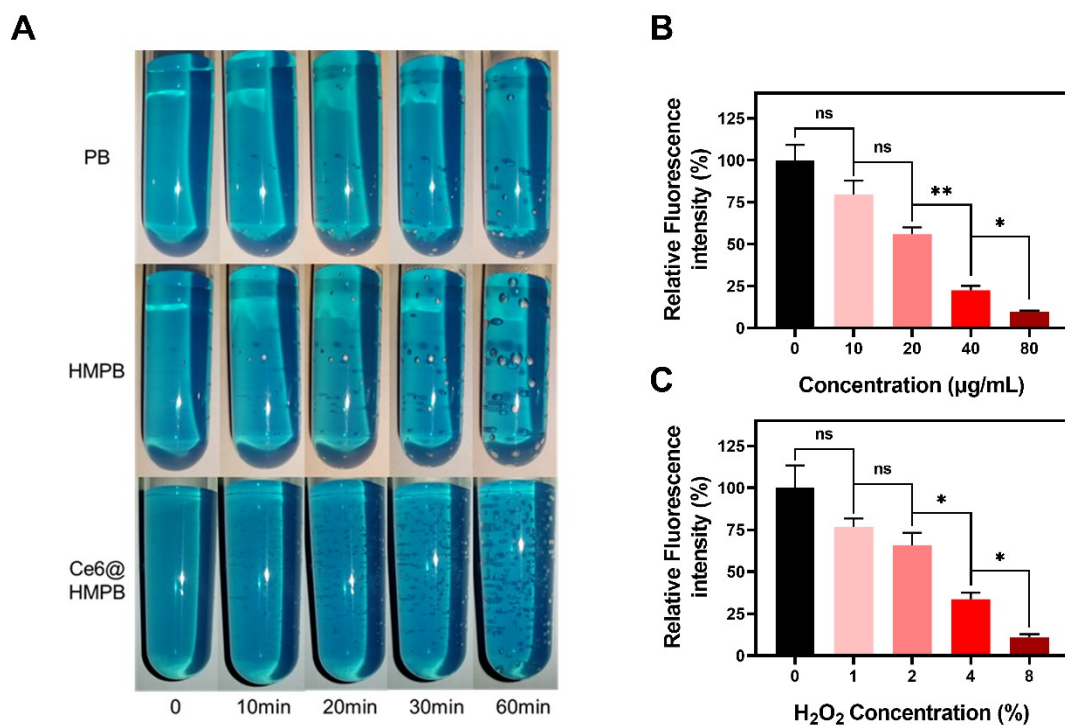 A
PB
HMPB
Ce6@
HMPB
0
10min
20min
30min
60min
B
Relative Fluorescence
intensity (%)
125
100
75
50
25
0
ns
ns
**
*
0
10
20
40
80
Concentration (µg/mL)
C
Relative Fluorescence
intensity (%)
125
100
75
50
25
0
ns
ns
*
*
0
1
2
4
8
H₂O₂ Concentration (%)